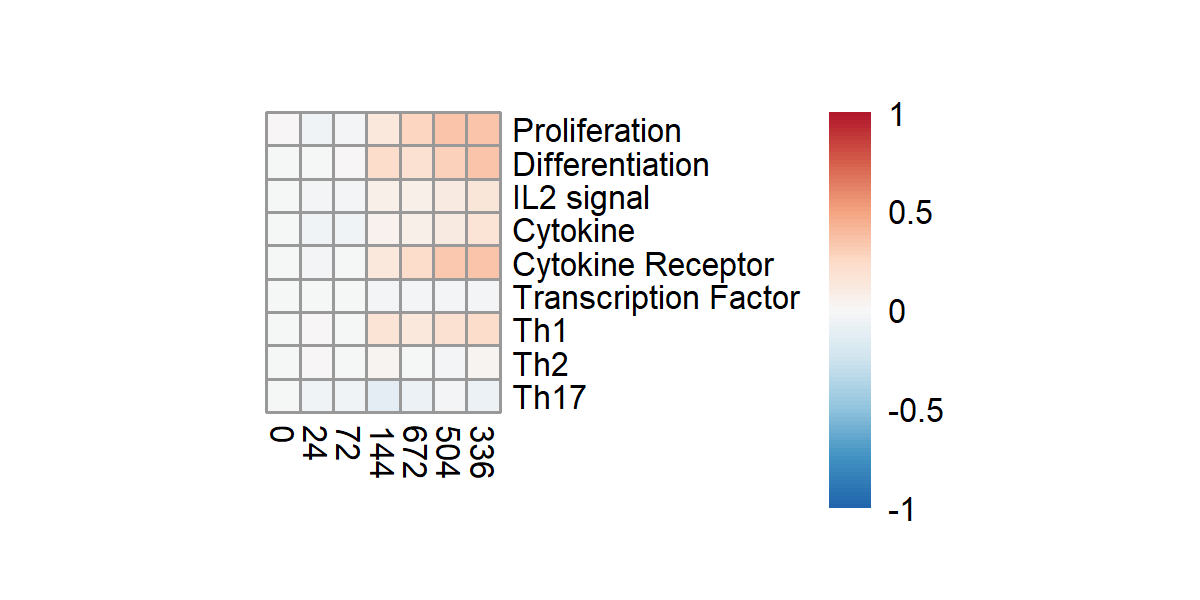 Proliferation
Differentiation
IL2 signal
Cytokine
Cytokine Receptor
Transcription Factor
Th1
Th2
Th17
0
24
72
144
672
504
336
1
0.5
0
-0.5
-1